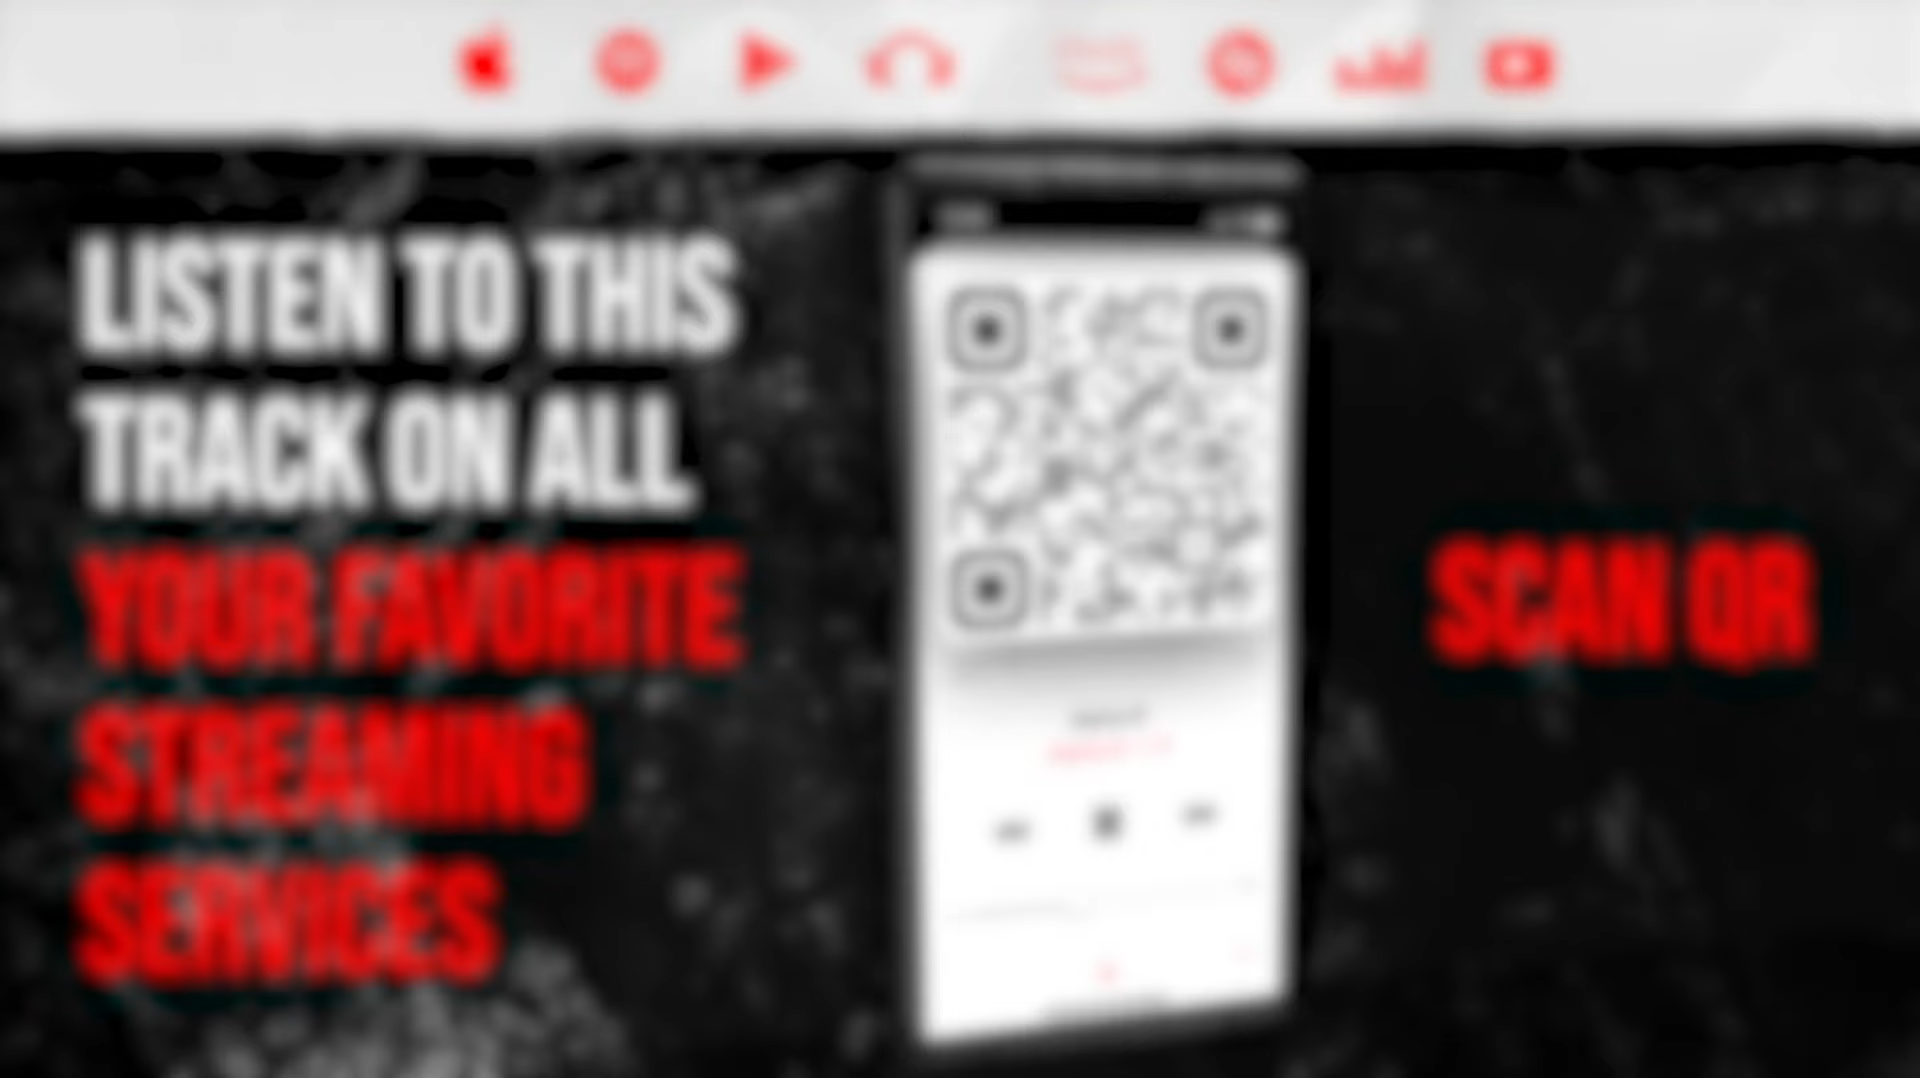 LISTEN TO THIS
TRACK ON ALL
YOUR FAVORITE
STREAMING
SERVICES
SCAN QR